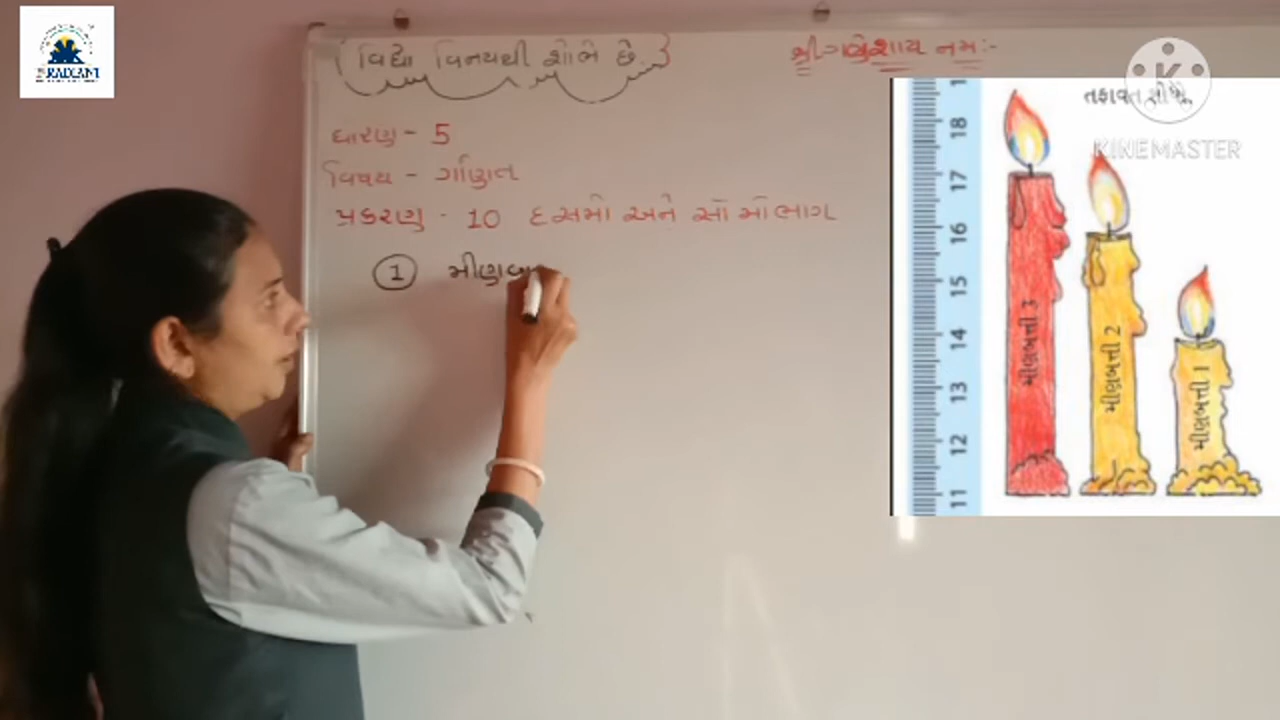 RADIANT
વિદ્યા વિનયથી શોભે છે.
શ્રી ગણેશાય નમઃ-
ધોરણ - 5
વિષય - ગણિત
પ્રકરણ - 10 દસમો અને સોમો ભાગ
1 મીણબ
તફાવત શોધો.
KINEMASTER
18
17
16
15
14
13
12
11
મીણબત્તી 3
મીણબત્તી 2
મીણબત્તી 1